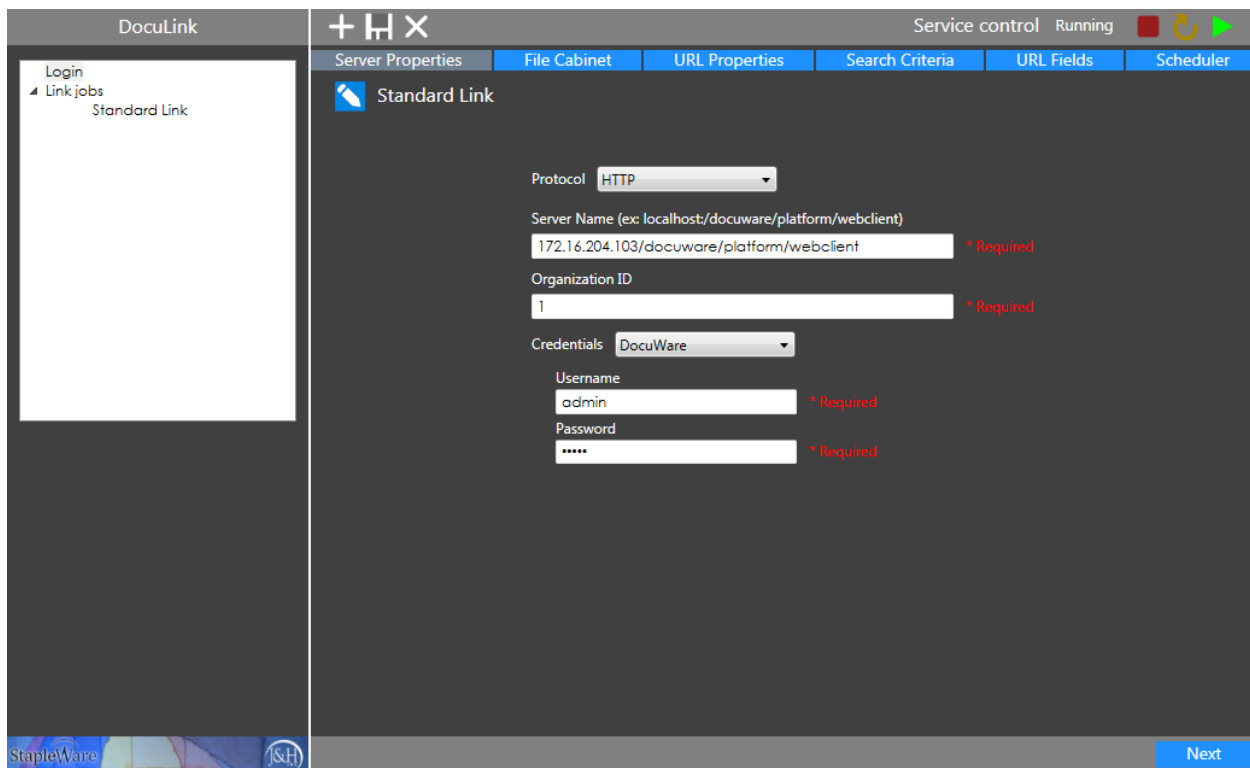 DocuLink
Service control Running
Login
Link jobs
Standard Link
Server Properties File Cabinet URL Properties Search Criteria URL Fields Scheduler
Standard Link
Protocol HTTP
Server Name (ex: localhost:/docuware/platform/webclient)
172.16.204.103/docuware/platform/webclient * Required
Organization ID
1 * Required
Credentials DocuWare
Username
admin * Required
Password
••••• * Required
StapleWare J&H
Next